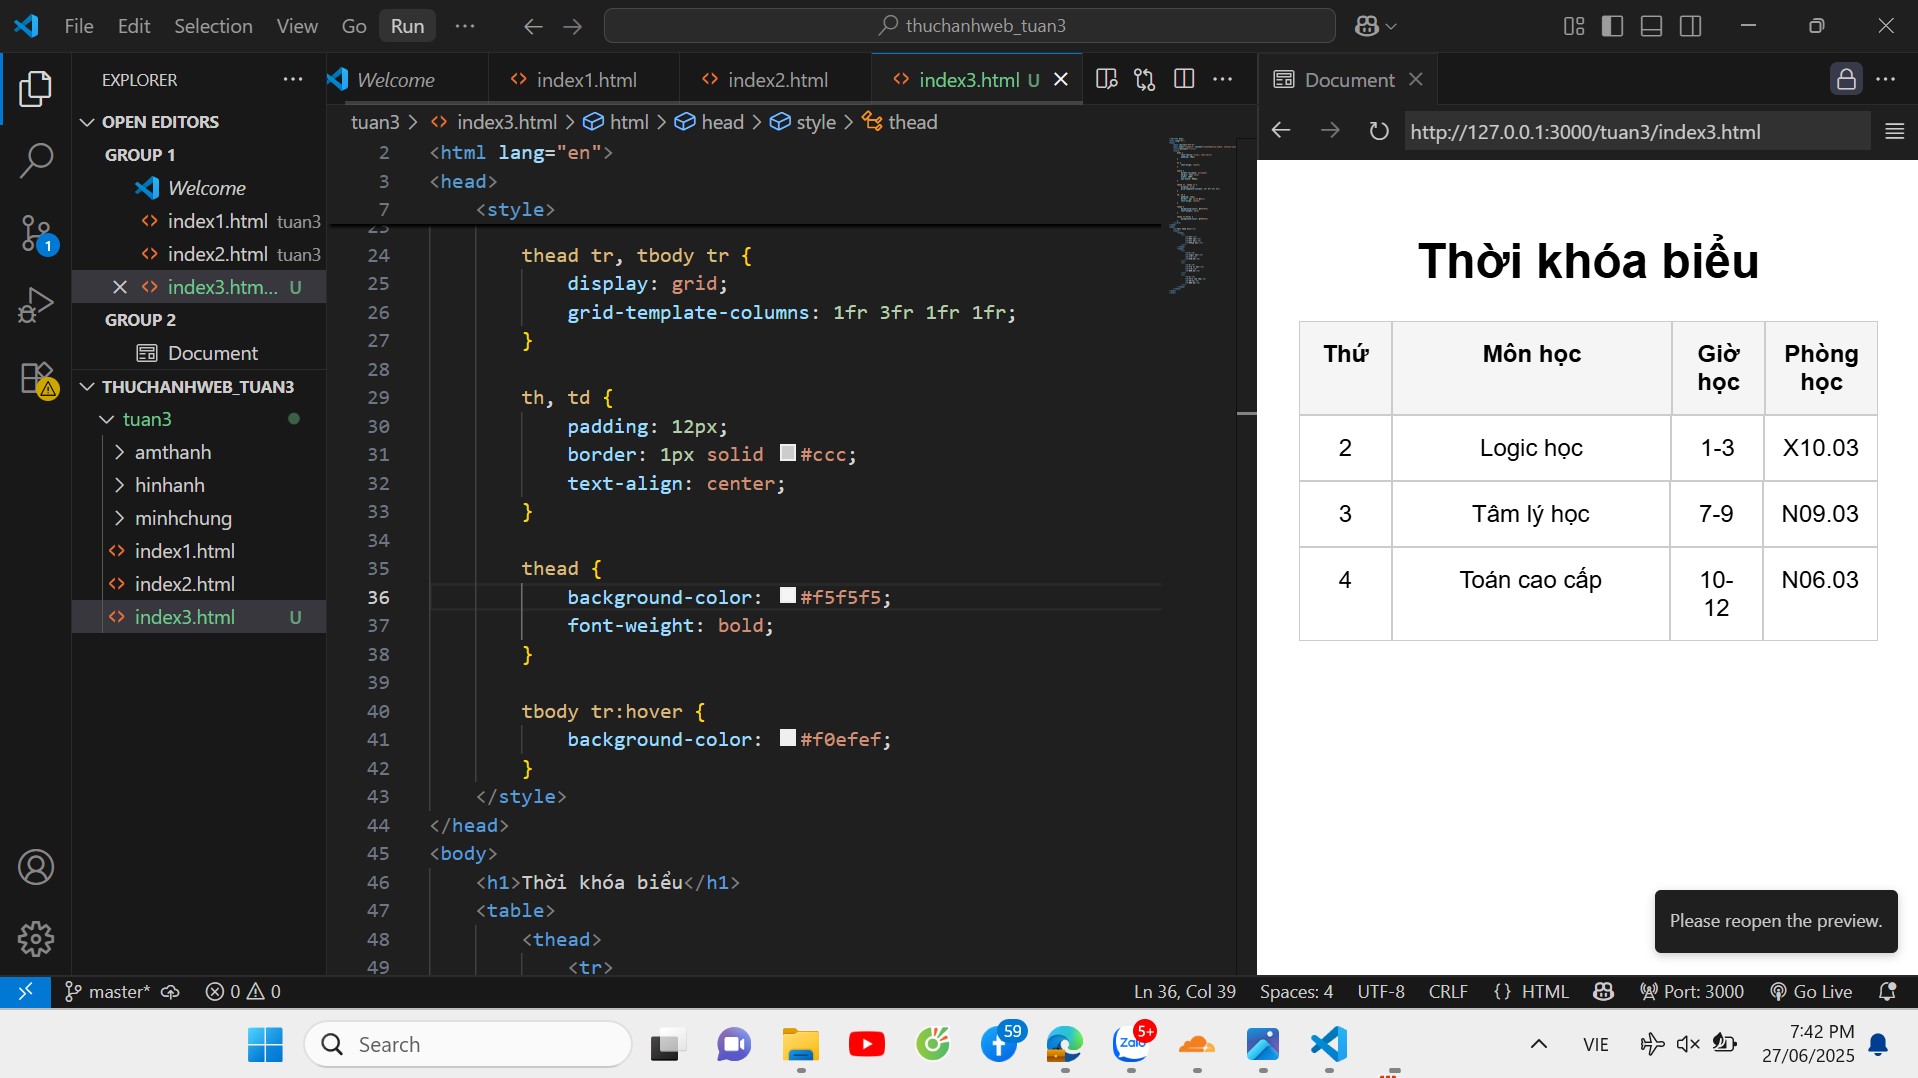 File Edit Selection View Go Run ··· thuchanhweb_tuan3
EXPLORER ···
OPEN EDITORS
GROUP 1
Welcome
index1.html tuan3
index2.html tuan3
index3.htm... U
GROUP 2
Document
THUCHANHWEB_TUAN3
tuan3
amthanh
hinhanh
minhchung
index1.html
index2.html
index3.html U
1
Welcome index1.html index2.html index3.html U
tuan3 > index3.html > html > head > style > thead
2 <html lang="en">
3 <head>
7 <style>
23
24 thead tr, tbody tr {
25 display: grid;
26 grid-template-columns: 1fr 3fr 1fr 1fr;
27 }
28
29 th, td {
30 padding: 12px;
31 border: 1px solid #ccc;
32 text-align: center;
33 }
34
35 thead {
36 background-color: #f5f5f5;
37 font-weight: bold;
38 }
39
40 tbody tr:hover {
41 background-color: #f0efef;
42 }
43 </style>
44 </head>
45 <body>
46 <h1>Thời khóa biểu</h1>
47 <table>
48 <thead>
49 <tr>
Document
http://127.0.0.1:3000/tuan3/index3.html
Thời khóa biểu
Thứ Môn học Giờ học Phòng học
2 Logic học 1-3 X10.03
3 Tâm lý học 7-9 N09.03
4 Toán cao cấp 10-12 N06.03
Please reopen the preview.
master* 0 0 Ln 36, Col 39 Spaces: 4 UTF-8 CRLF {} HTML Port: 3000 Go Live
Search 59 Zalo 5+ VIE 7:42 PM
27/06/2025